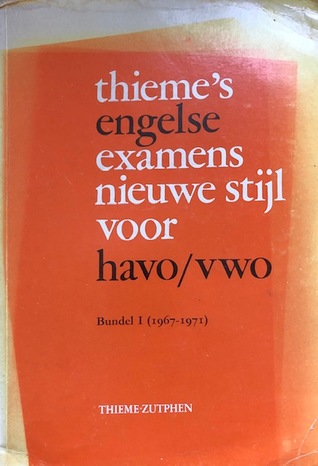 thieme's
engelse
examens
nieuwe stijl
voor
havo/vwo
Bundel I (1967-1971)
THIEME-ZUTPHEN